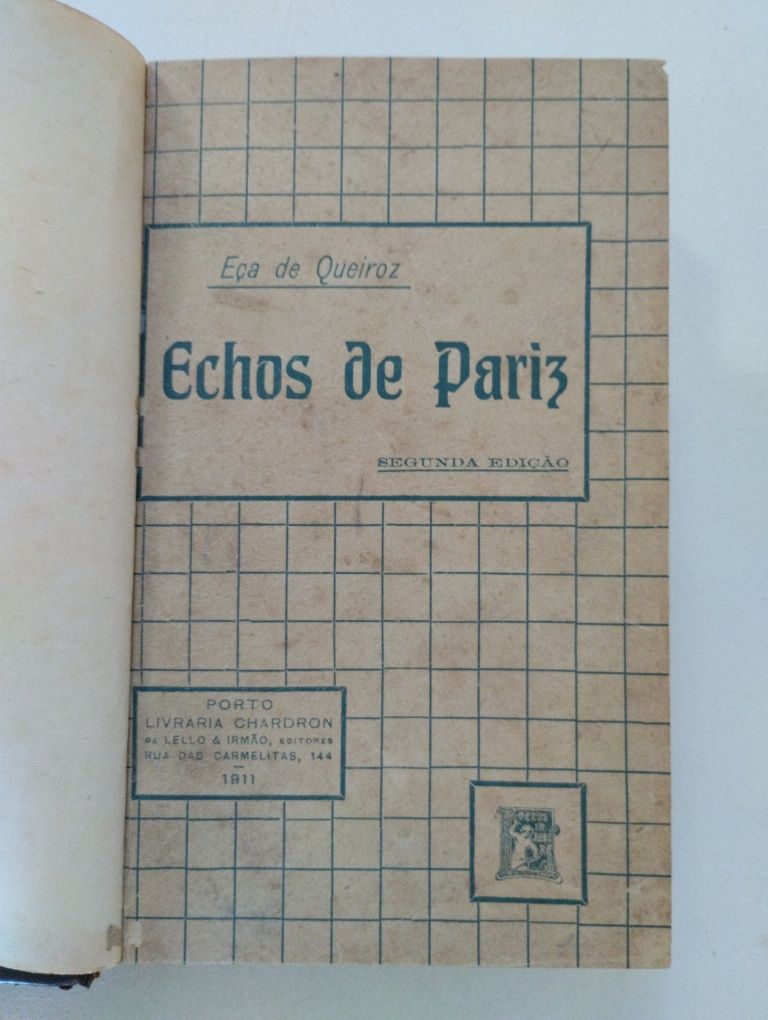 Eça de Queiroz
Echos de Pariz
SEGUNDA EDIÇÃO
PORTO
LIVRARIA CHARDRON
DE LELLO & IRMÃO, EDITORES
RUA DAS CARMELITAS, 144
1911